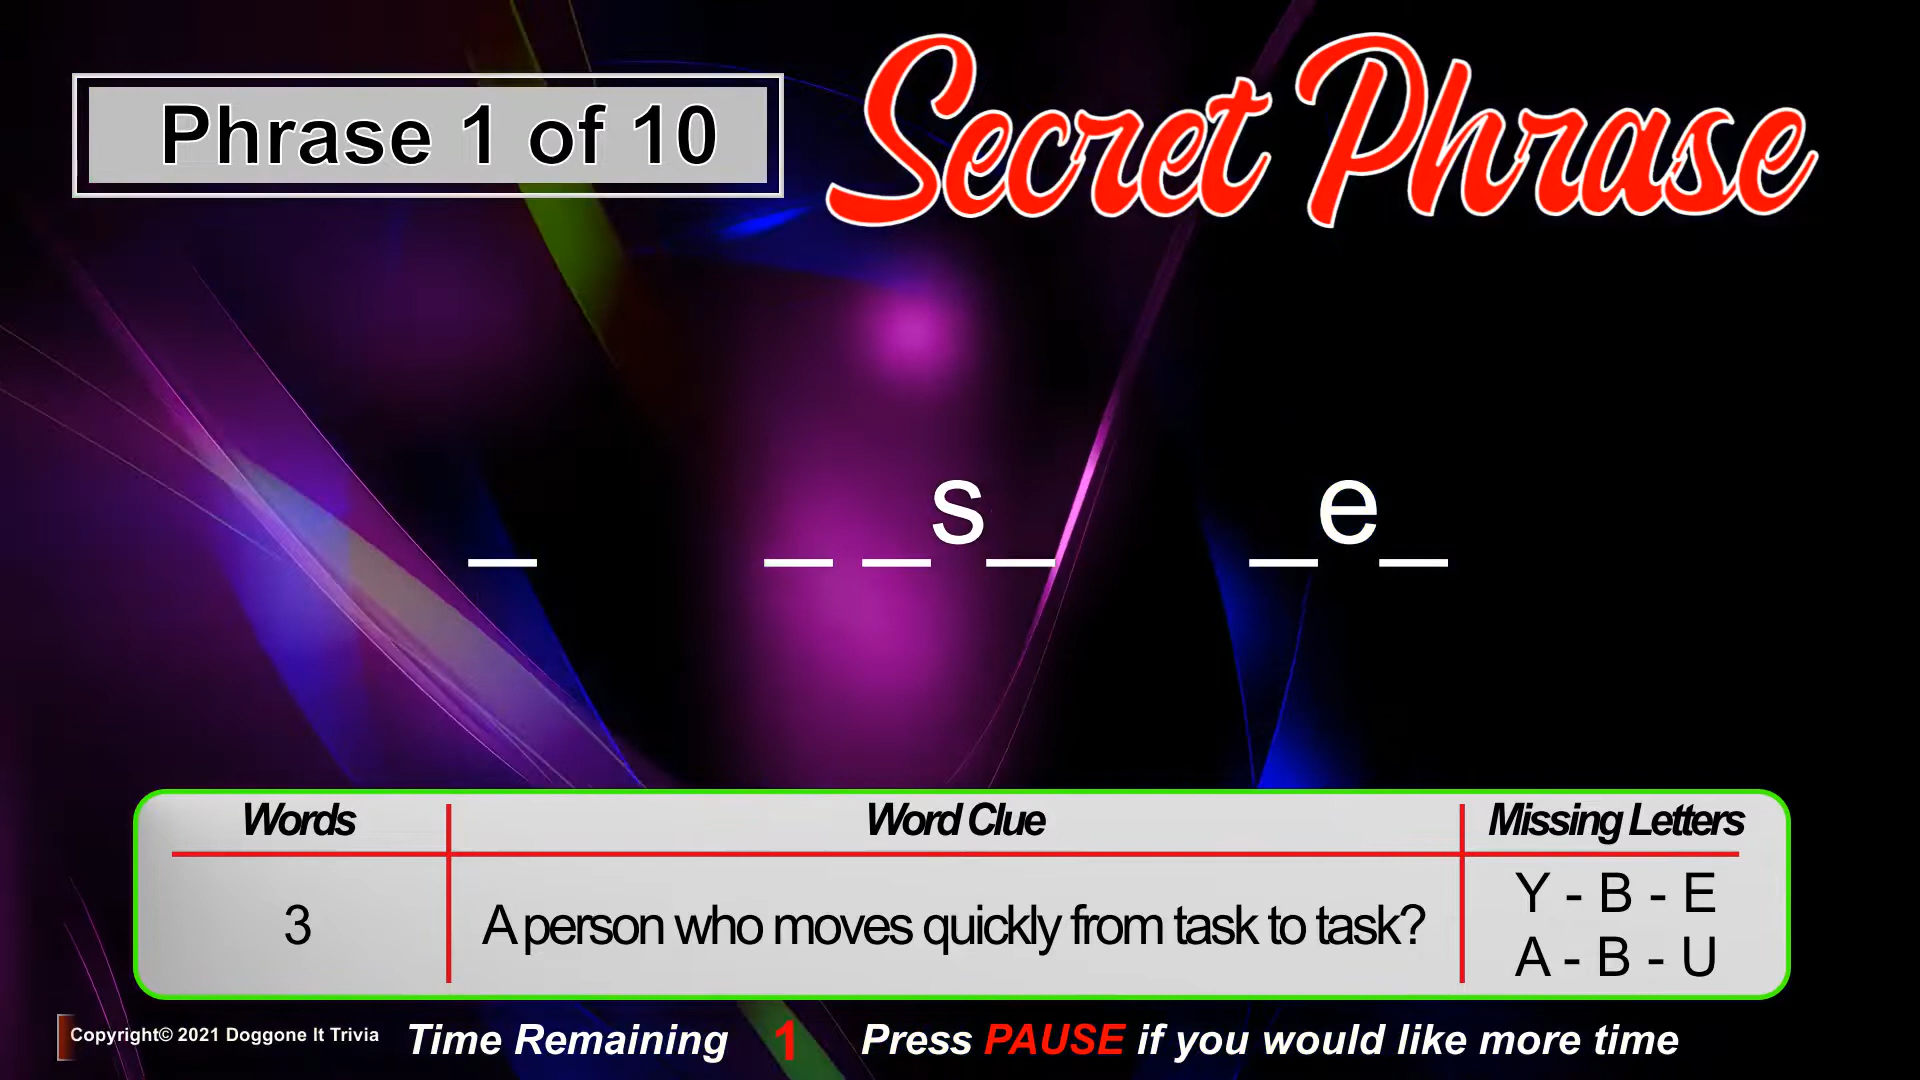 Phrase 1 of 10
Secret Phrase
_ _ _s_ _e_
Words
Word Clue
Missing Letters
3
A person who moves quickly from task to task?
Y - B - E
A - B - U
Copyright© 2021 Doggone It Trivia
Time Remaining 1 Press PAUSE if you would like more time